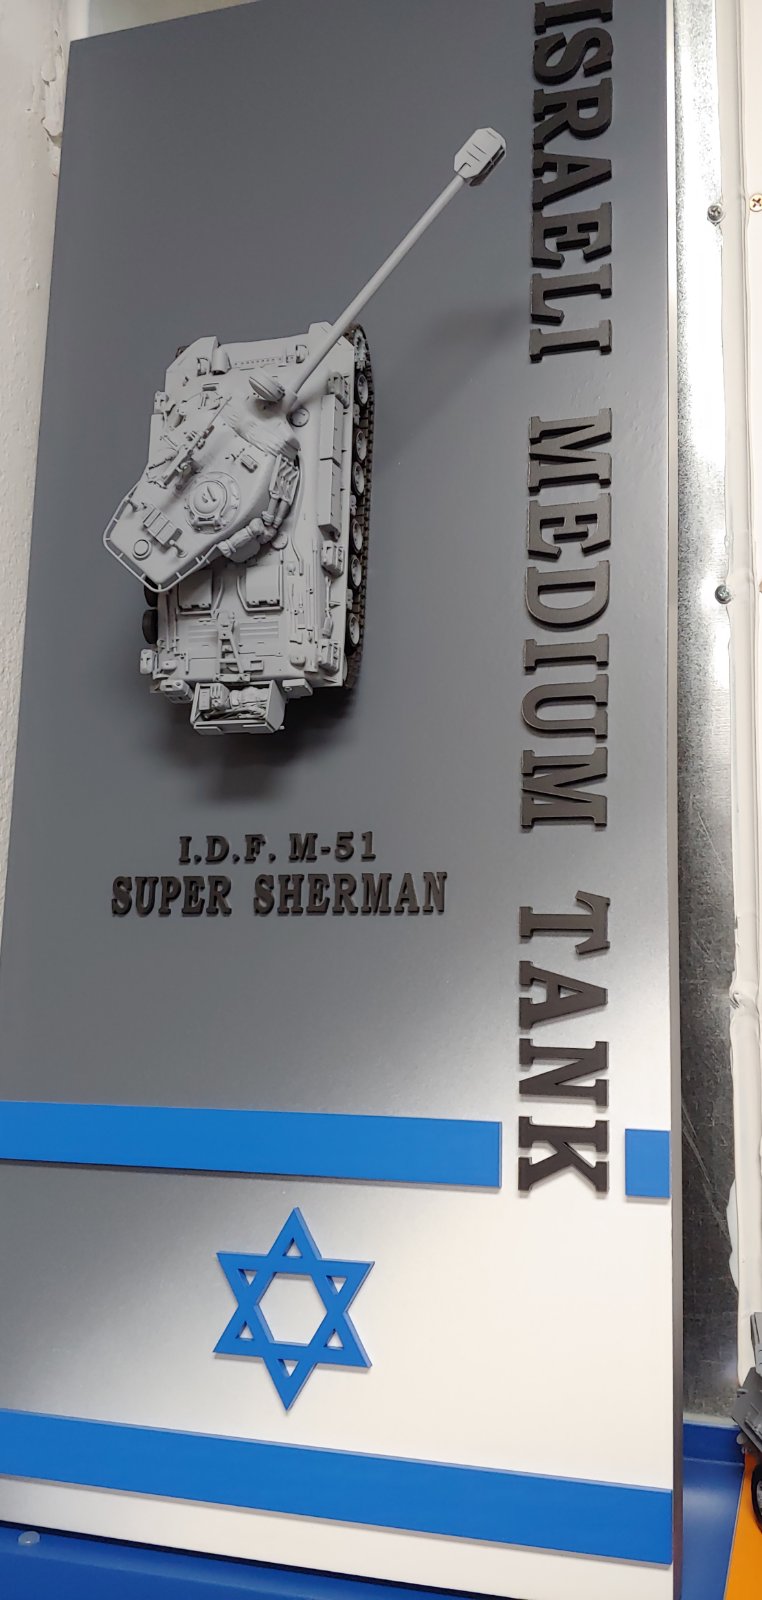 ISRAELI MEDIUM TANK
I.D.F. M-51
SUPER SHERMAN